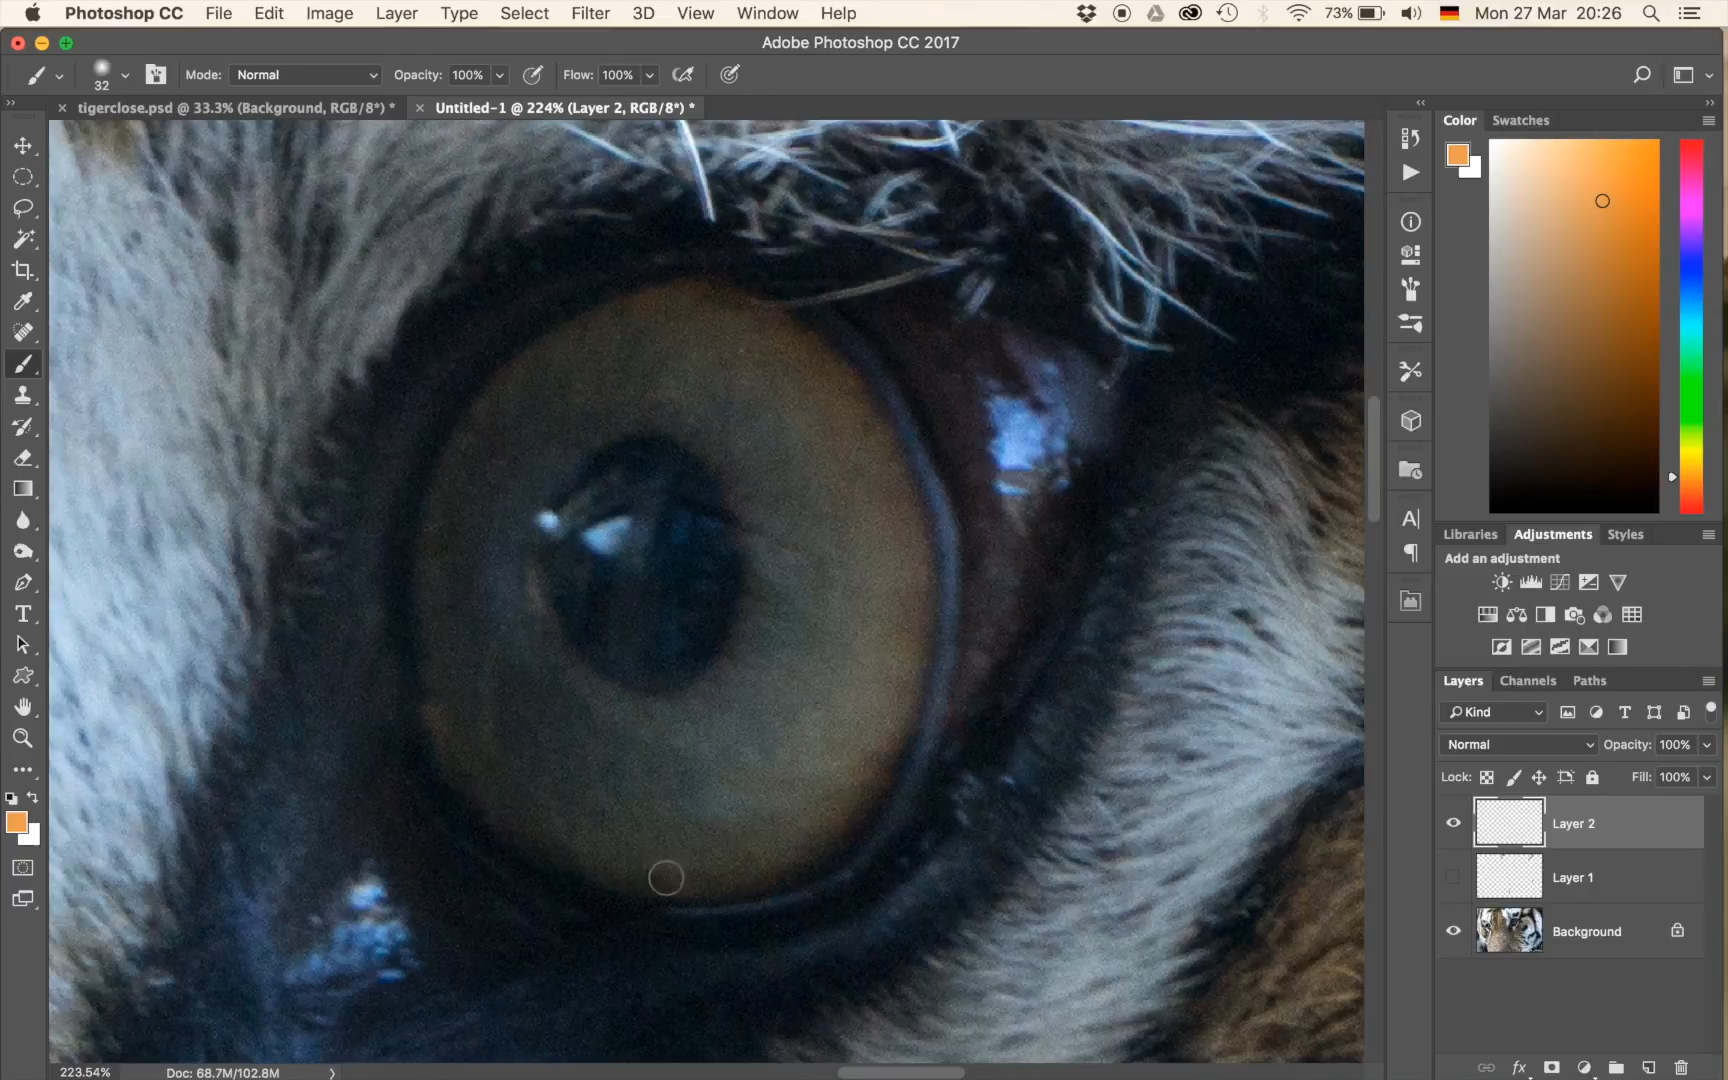 Photoshop CC File Edit Image Layer Type Select Filter 3D View Window Help 73% Mon 27 Mar 20:26
Adobe Photoshop CC 2017
32 Mode: Normal Opacity: 100% Flow: 100%
tigerclose.psd @ 33.3% (Background, RGB/8*) * Untitled-1 @ 224% (Layer 2, RGB/8*) *
Color Swatches
Libraries Adjustments Styles
Add an adjustment
Layers Channels Paths
Kind
Normal Opacity: 100%
Lock: Fill: 100%
Layer 2
Layer 1
Background
fx
223.54% Doc: 68.7M/102.8M